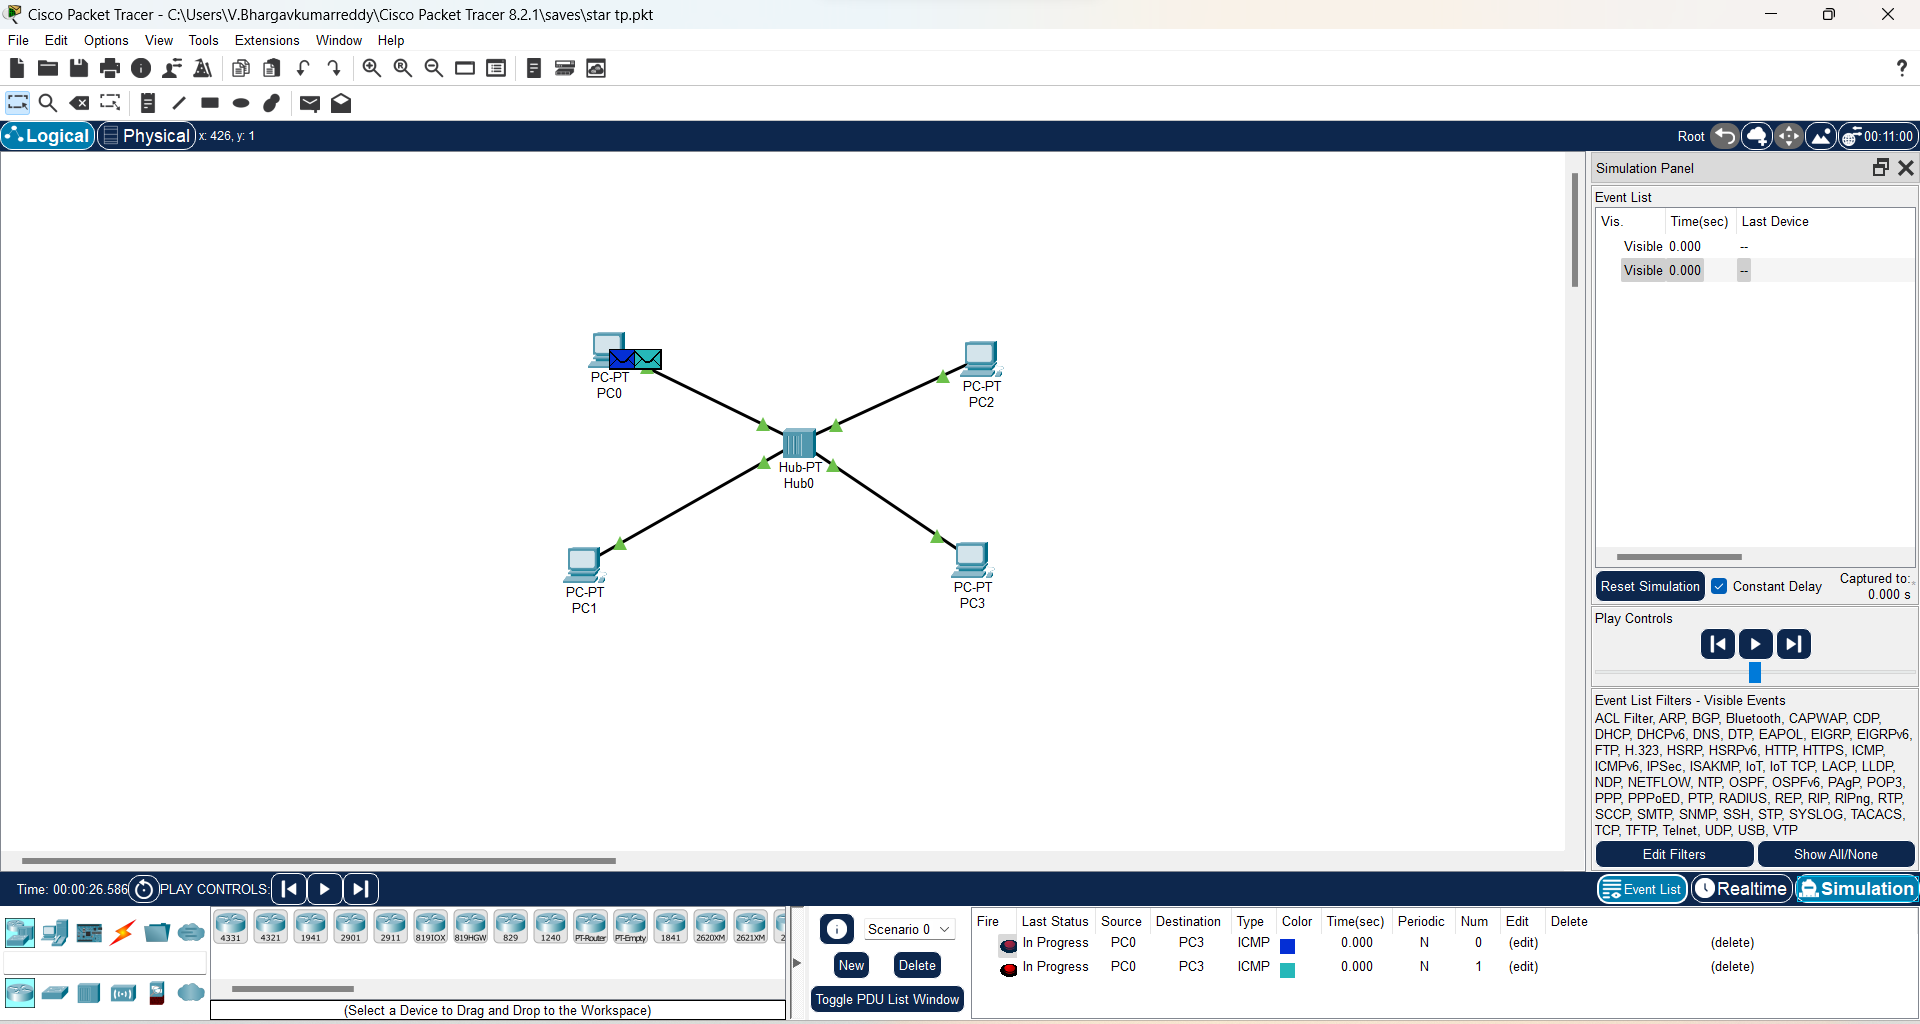 Cisco Packet Tracer - C:\Users\V.Bhargavkumarreddy\Cisco Packet Tracer 8.2.1\saves\star tp.pkt
File Edit Options View Tools Extensions Window Help
?
Logical Physical x: 426, y: 1
Root 00:11:00
Simulation Panel
Event List
Vis. Time(sec) Last Device
Visible 0.000 --
Visible 0.000 --
PC-PT
PC0
PC-PT
PC2
Hub-PT
Hub0
PC-PT
PC1
PC-PT
PC3
Reset Simulation Constant Delay Captured to:
0.000 s
Play Controls
Event List Filters - Visible Events
ACL Filter, ARP, BGP, Bluetooth, CAPWAP, CDP,
DHCP, DHCPv6, DNS, DTP, EAPOL, EIGRP, EIGRPv6,
FTP, H.323, HSRP, HSRPv6, HTTP, HTTPS, ICMP,
ICMPv6, IPSec, ISAKMP, IoT, IoT TCP, LACP, LLDP,
NDP, NETFLOW, NTP, OSPF, OSPFv6, PAgP, POP3,
PPP, PPPoED, PTP, RADIUS, REP, RIP, RIPng, RTP,
SCCP, SMTP, SNMP, SSH, STP, SYSLOG, TACACS,
TCP, TFTP, Telnet, UDP, USB, VTP
Edit Filters Show All/None
Time: 00:00:26.586 PLAY CONTROLS:
Event List Realtime Simulation
4331 4321 1941 2901 2911 819IOX 819HGW 829 1240 PT-Router PT-Empty 1841 2620XM 2621XM 2
(Select a Device to Drag and Drop to the Workspace)
Scenario 0
New Delete
Toggle PDU List Window
Fire Last Status Source Destination Type Color Time(sec) Periodic Num Edit Delete
In Progress PC0 PC3 ICMP 0.000 N 0 (edit) (delete)
In Progress PC0 PC3 ICMP 0.000 N 1 (edit) (delete)